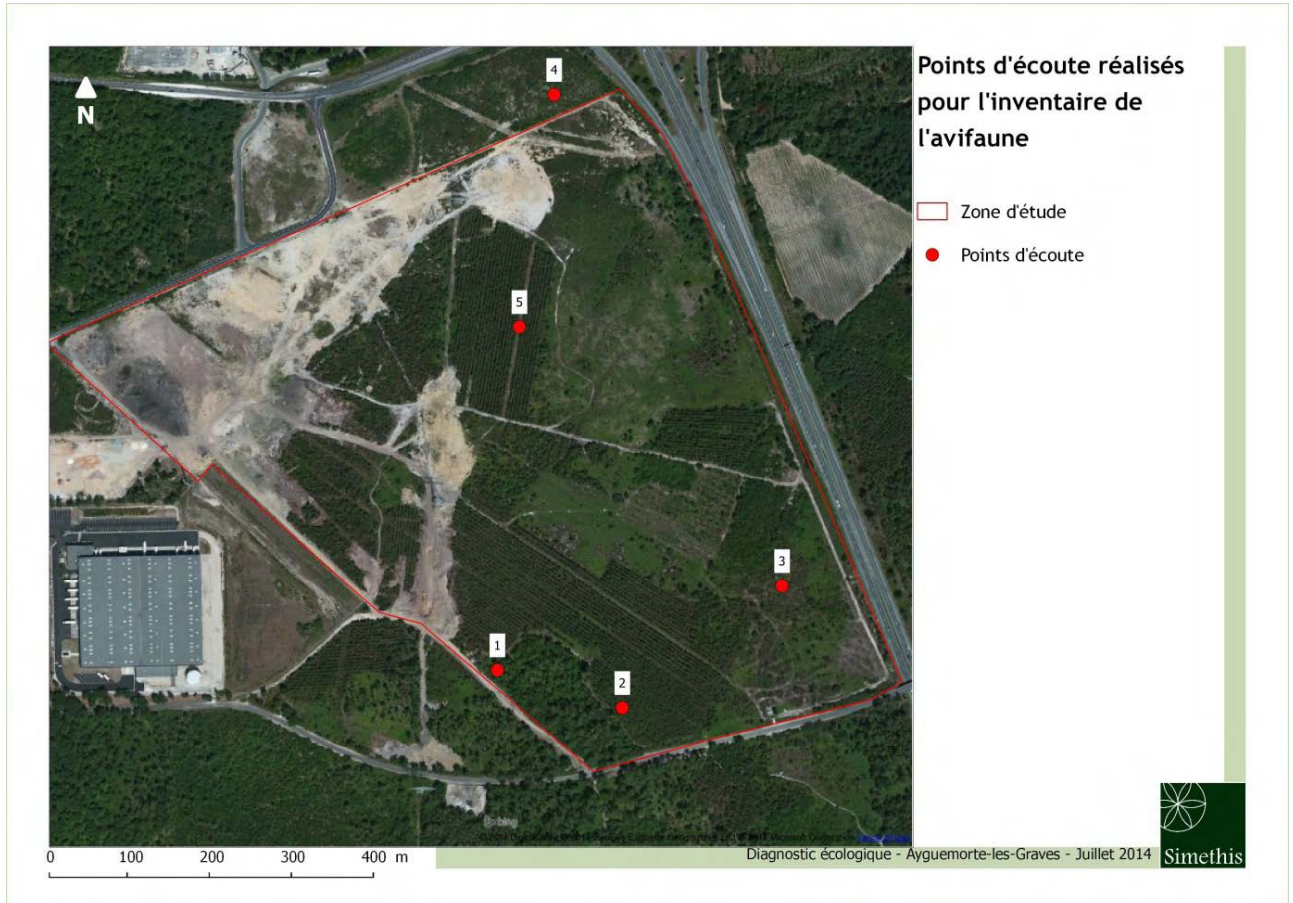 Points d'écoute réalisés
pour l'inventaire de
l'avifaune
Zone d'étude
Points d'écoute
N
4
5
3
1
2
0 100 200 300 400 m
Diagnostic écologique - Ayguemorte-les-Graves - Juillet 2014
Simethis